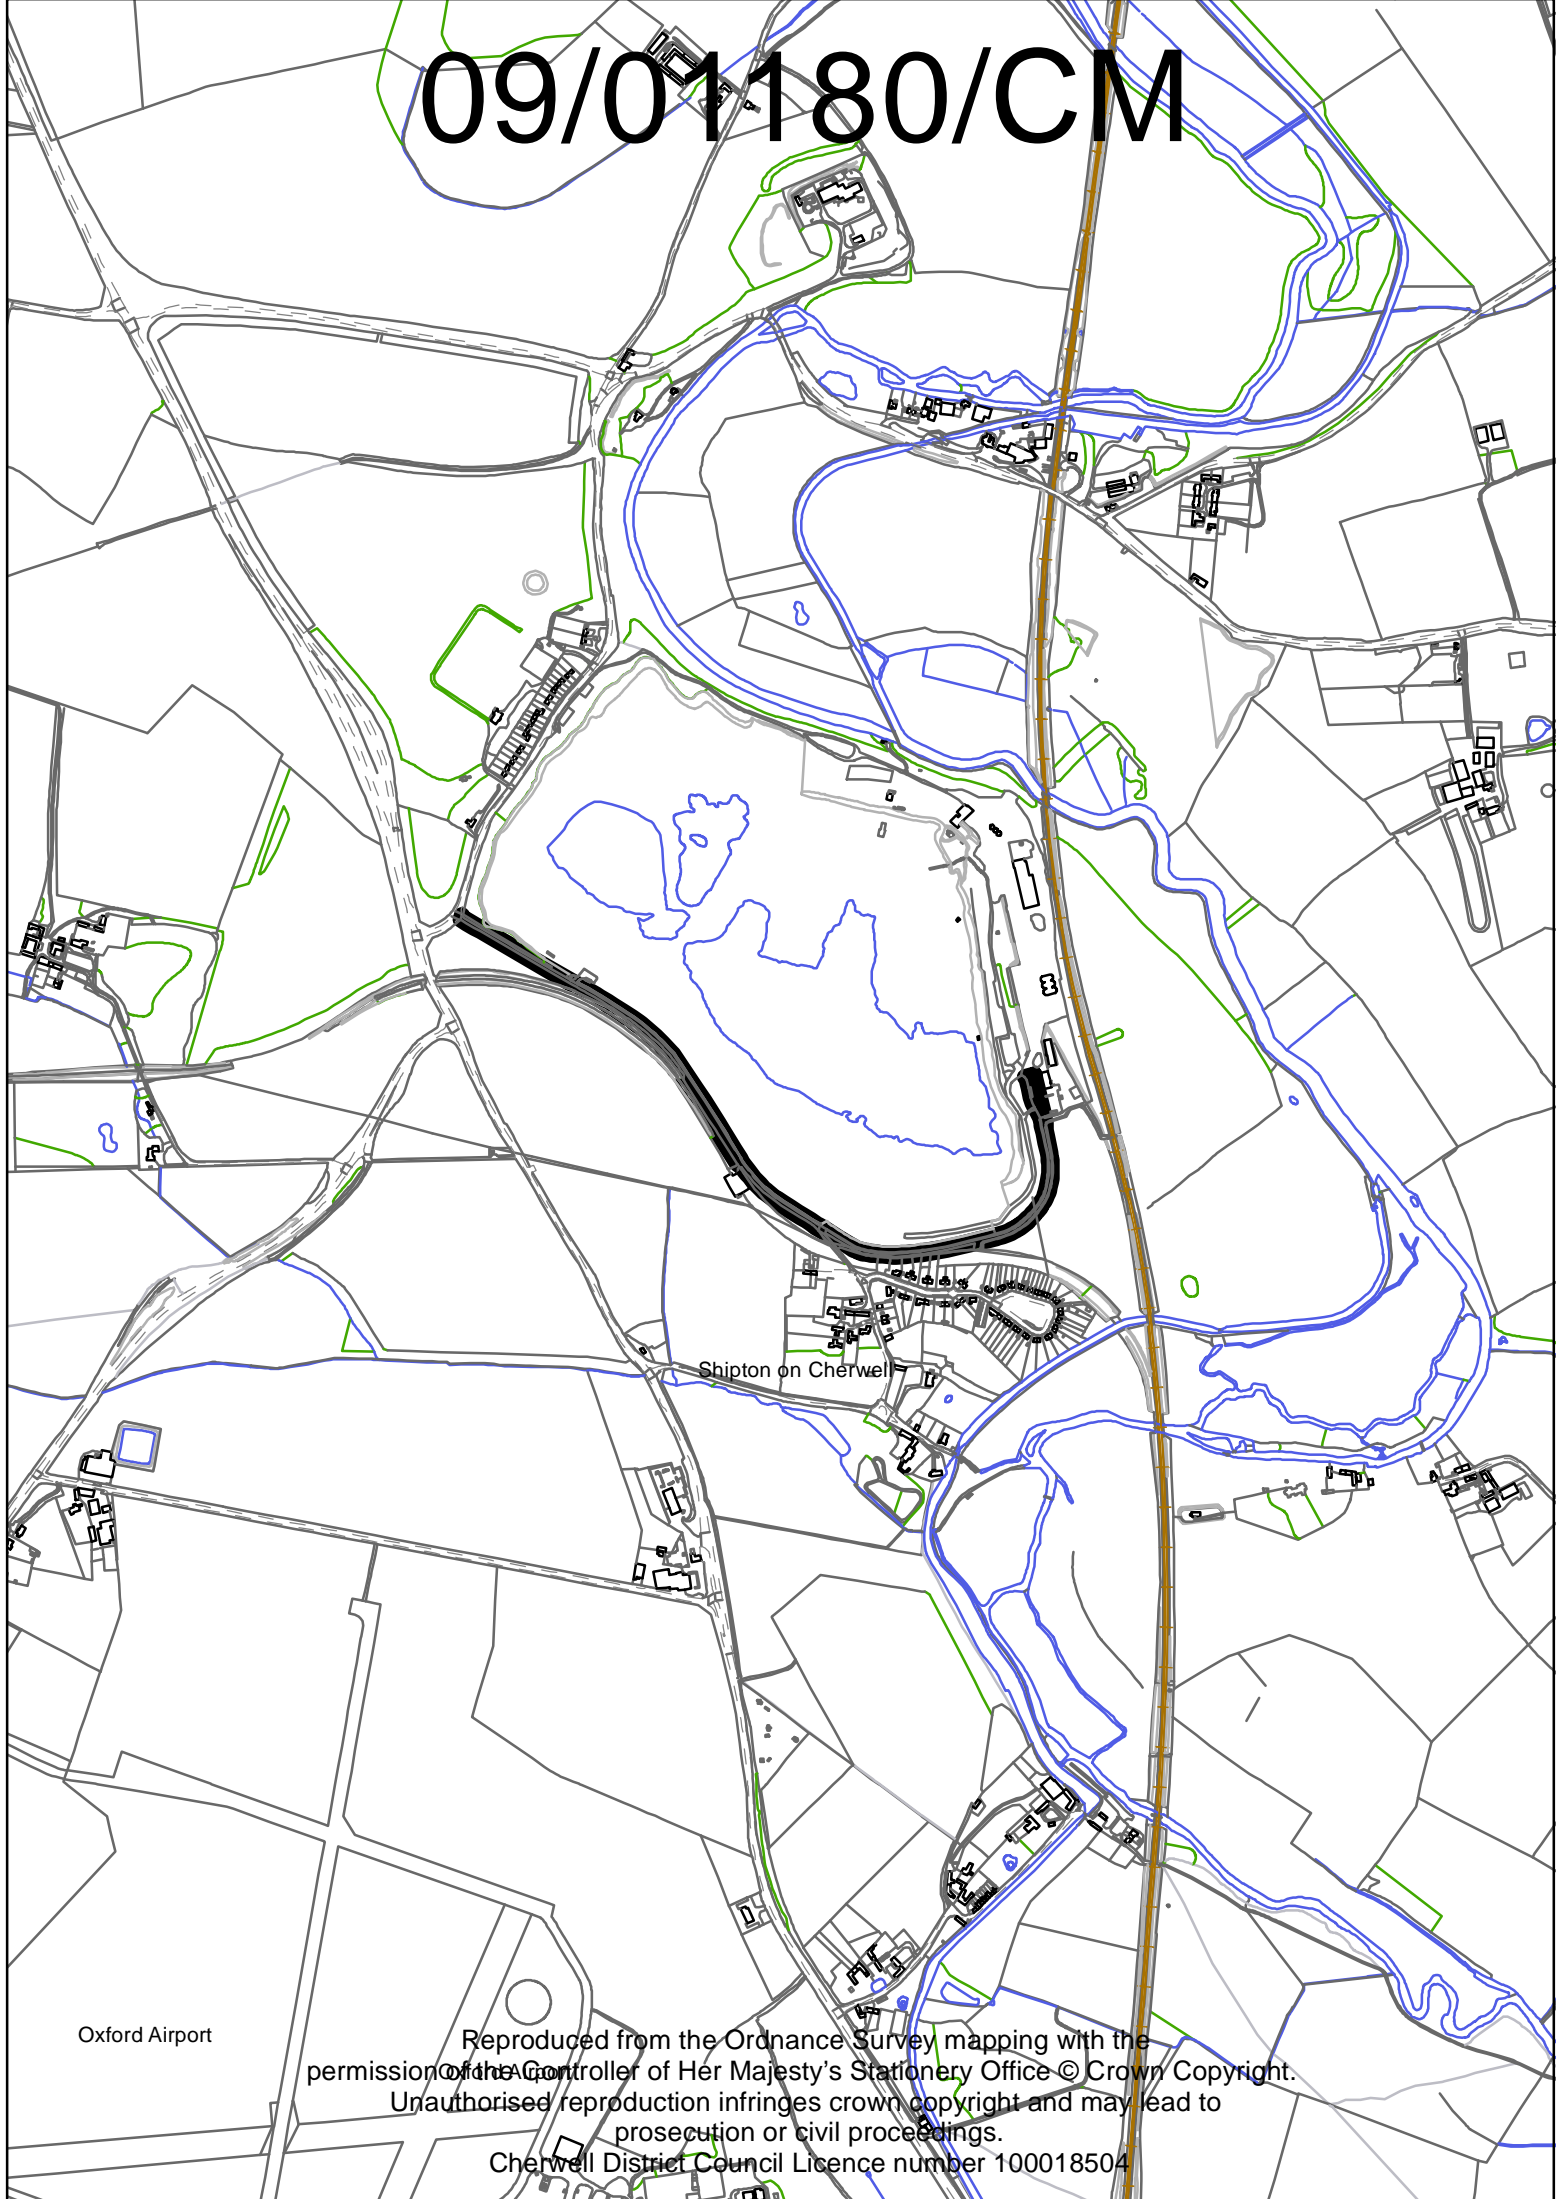 09/01180/CM
Shipton on Cherwell
Oxford Airport
Oxford Airport
Reproduced from the Ordnance Survey mapping with the
permission of the Controller of Her Majesty's Stationery Office © Crown Copyright.
Unauthorised reproduction infringes crown copyright and may lead to
prosecution or civil proceedings.
Cherwell District Council Licence number 100018504